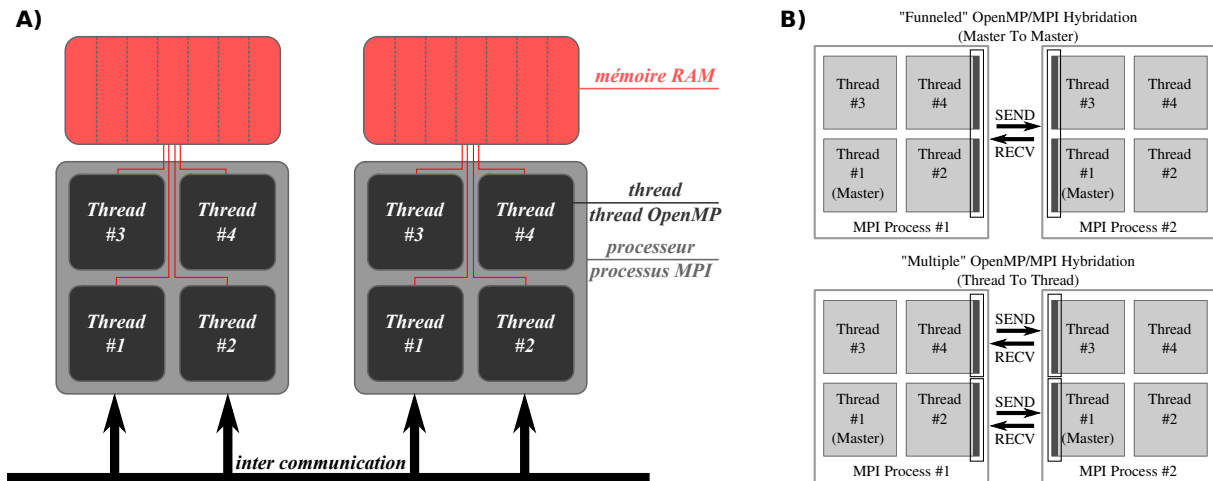 A)
mémoire RAM
Thread
#3
Thread
#4
Thread
#1
Thread
#2
Thread
#3
Thread
#4
Thread
#1
Thread
#2
thread
thread OpenMP
processeur
processus MPI
inter communication
B)
"Funneled" OpenMP/MPI Hybridation
(Master To Master)
Thread
#3
Thread
#4
Thread
#1
(Master)
Thread
#2
MPI Process #1
SEND
RECV
Thread
#3
Thread
#4
Thread
#1
(Master)
Thread
#2
MPI Process #2
"Multiple" OpenMP/MPI Hybridation
(Thread To Thread)
Thread
#3
Thread
#4
Thread
#1
(Master)
Thread
#2
MPI Process #1
SEND
RECV
SEND
RECV
Thread
#3
Thread
#4
Thread
#1
(Master)
Thread
#2
MPI Process #2